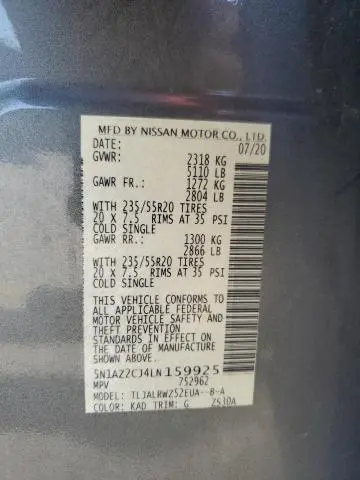 MFD BY NISSAN MOTOR CO., LTD.
DATE: 07/20
GVWR: 2318 KG
5110 LB
GAWR FR.: 1272 KG
2804 LB
WITH 235/55R20 TIRES
20 X 7.5 RIMS AT 35 PSI
COLD SINGLE
GAWR RR.: 1300 KG
2866 LB
WITH 235/55R20 TIRES
20 X 7.5 RIMS AT 35 PSI
COLD SINGLE
THIS VEHICLE CONFORMS TO
ALL APPLICABLE FEDERAL
MOTOR VEHICLE SAFETY AND
THEFT PREVENTION
STANDARDS IN EFFECT ON THE
DATE OF MFR. SHOWN ABOVE.
5N1AZ2CJ4LN159925
MPV 752962
MODEL: TLJALRWZ52EUA--B-A
COLOR: KAD TRIM: G Z530A